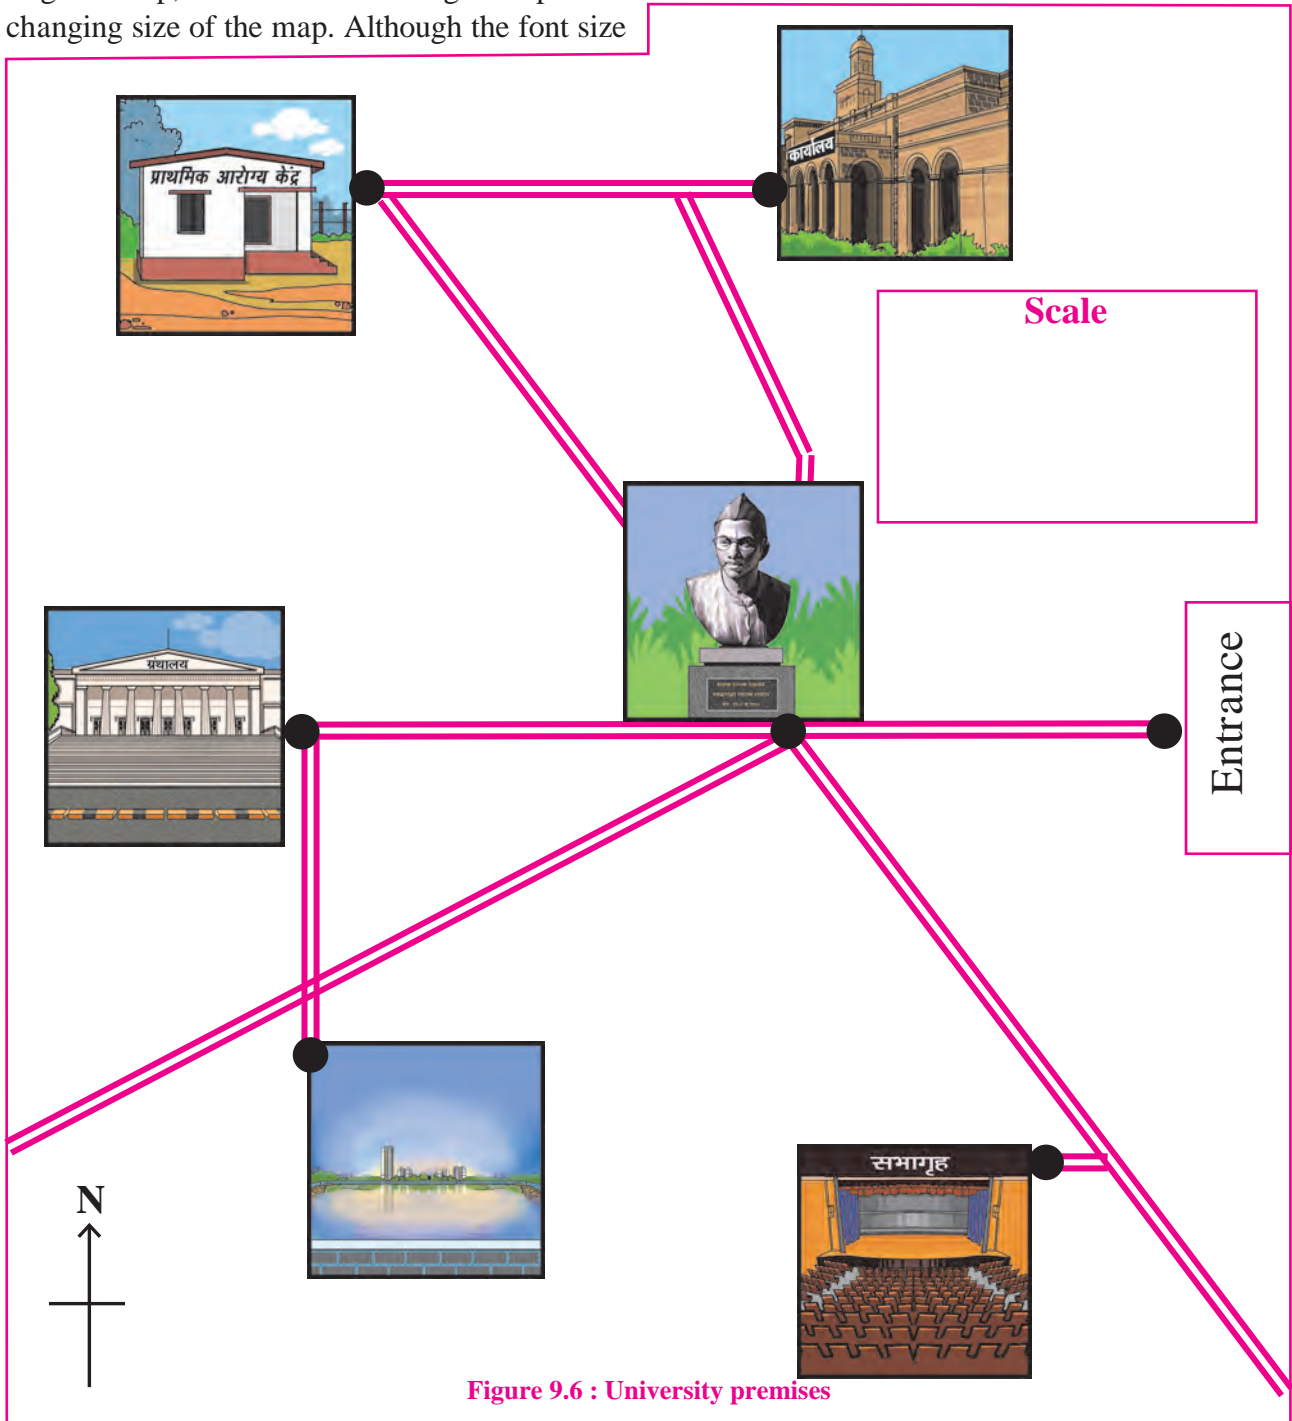 changing size of the map. Although the font size
प्राथमिक आरोग्य केंद्र
कार्यालय
Scale
ग्रंथालय
Entrance
सभागृह
N
Figure 9.6 : University premises